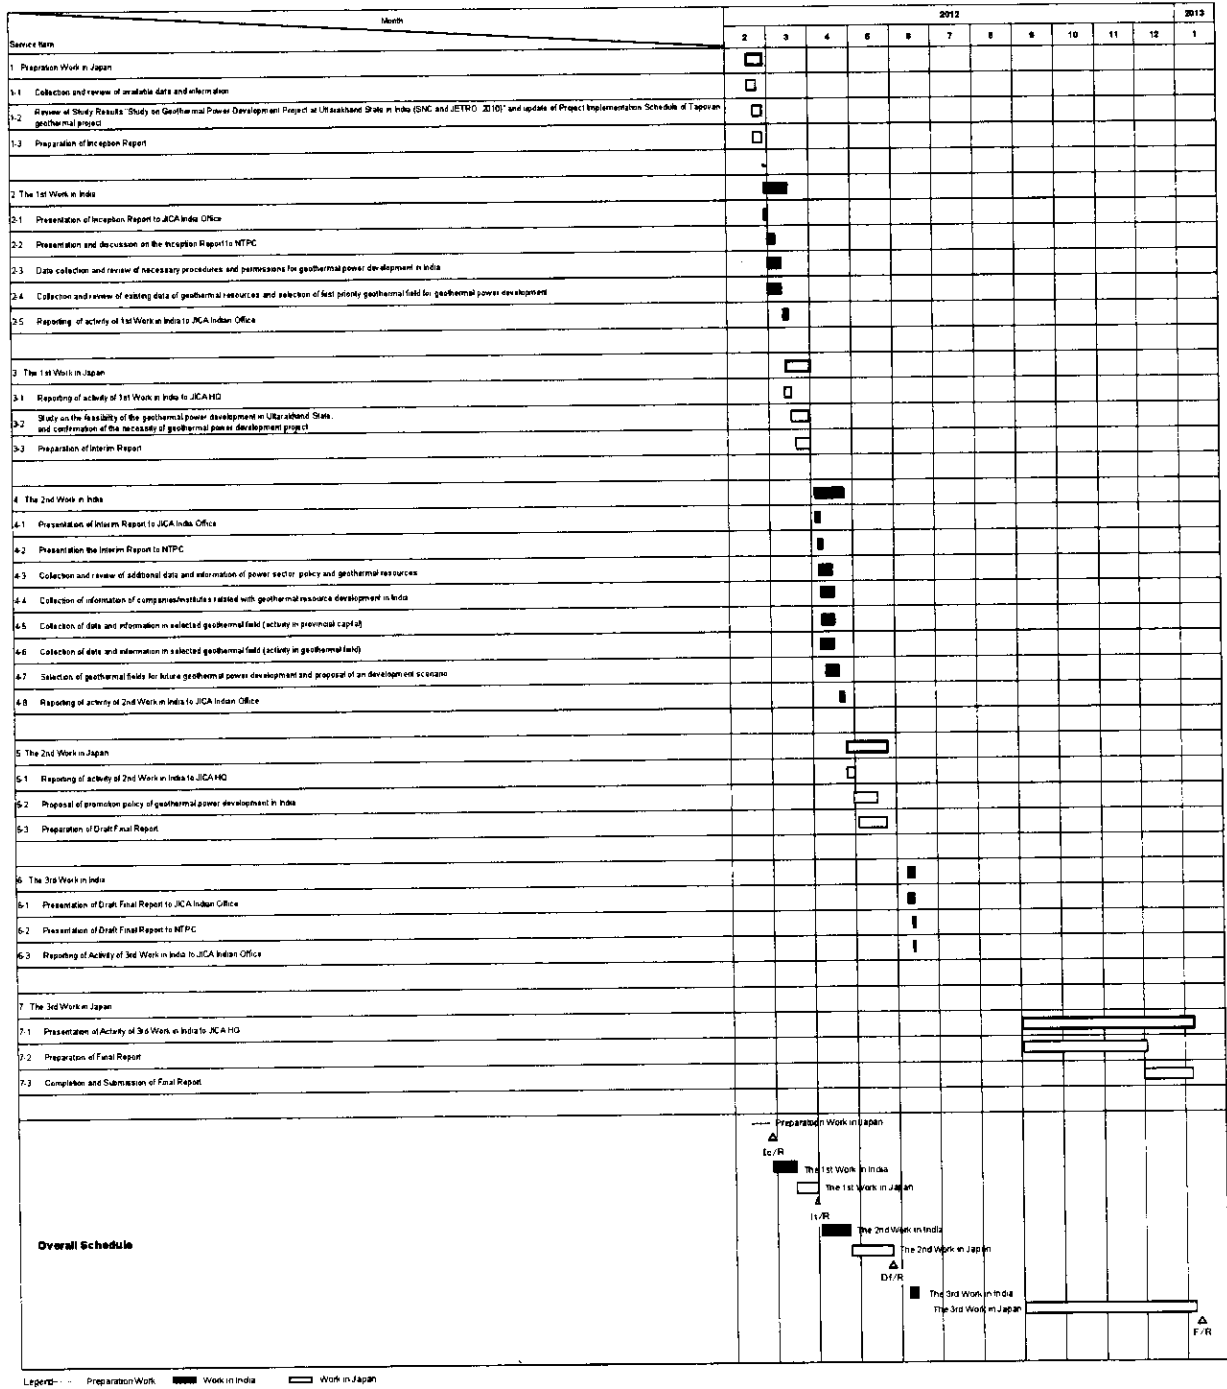 Month
2012
2013
Service Item
2 3 4 5 6 7 8 9 10 11 12 1
1 Prepration Work in Japan
1-1 Collection and review of available data and information
1-2 Review of Study Results "Study on Geothermal Power Development Project at Uttarakhand State in India (SNC and JETRO 2010)" and update of Project Implementation Schedule of Tapovan
geothermal project
1-3 Preparation of Inception Report
2 The 1st Work in India
2-1 Presentation of Inception Report to JICA India Office
2-2 Presentation and discussion on the Inception Report to NTPC
2-3 Date collection and review of necessary procedures and permissions for geothermal power development in India
2-4 Collection and review of existing data of geothermal resources and selection of first priority geothermal field for geothermal power development
2-5 Reporting of activity of 1st Work in India to JICA Indian Office
3 The 1st Work in Japan
3-1 Reporting of activity of 1st Work in India to JICA HQ
3-2 Study on the feasibility of the geothermal power development in Uttarakhand State,
and confirmation of the necessity of geothermal power development project
3-3 Preparation of Interim Report
4 The 2nd Work in India
4-1 Presentation of Interim Report to JICA India Office
4-2 Presentation the Interim Report to NTPC
4-3 Collection and review of additional data and information of power sector policy and geothermal resources
4-4 Collection of information of companies/institutes related with geothermal resource development in India
4-5 Collection of data and information in selected geothermal field (activity in provincial capital)
4-6 Collection of data and information in selected geothermal field (activity in geothermal field)
4-7 Selection of geothermal fields for future geothermal power development and proposal of an development scenario
4-8 Reporting of activity of 2nd Work in India to JICA Indian Office
5 The 2nd Work in Japan
5-1 Reporting of activity of 2nd Work in India to JICA HQ
5-2 Proposal of promotion policy of geothermal power development in India
5-3 Preparation of Draft Final Report
6 The 3rd Work in India
6-1 Presentation of Draft Final Report to JICA Indian Office
6-2 Presentation of Draft Final Report to NTPC
6-3 Reporting of Activity of 3rd Work in India to JICA Indian Office
7 The 3rd Work in Japan
7-1 Presentation of Activity of 3rd Work in India to JICA HQ
7-2 Preparation of Final Report
7-3 Completion and Submission of Final Report
Overall Schedule
Preparation Work in Japan
Ic/R
The 1st Work in India
The 1st Work in Japan
It/R
The 2nd Work in India
The 2nd Work in Japan
Df/R
The 3rd Work in India
The 3rd Work in Japan
F/R
Legend Preparation Work Work in India Work in Japan